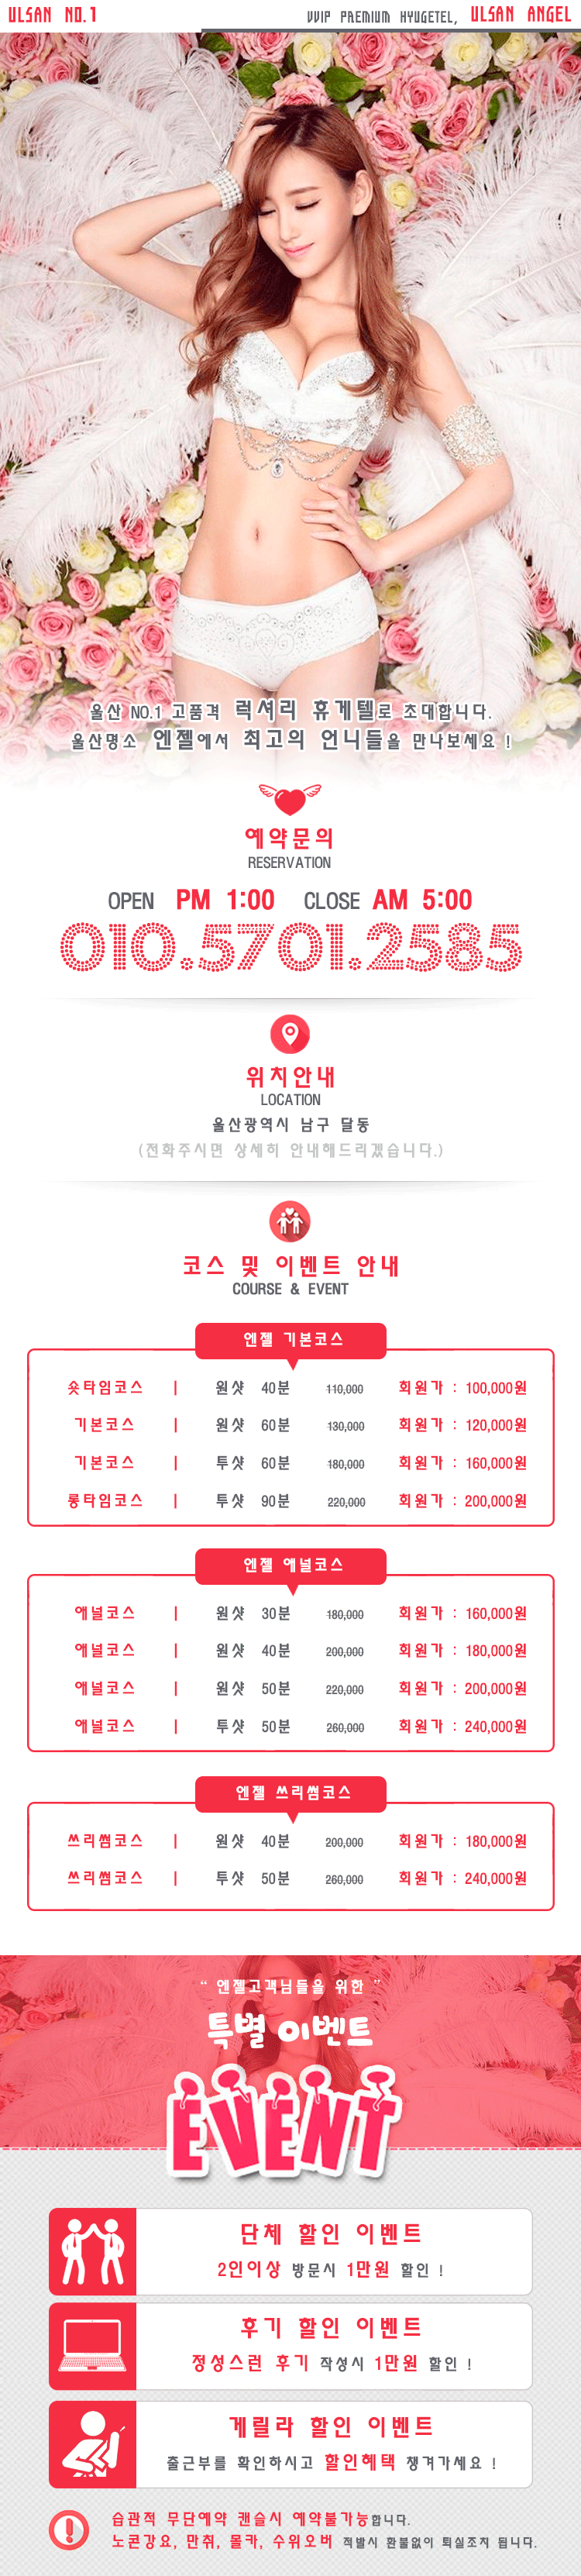 ULSAN NO.1
VVIP PREMIUM HYUGETEL, ULSAN ANGEL
울산 NO.1 고품격 럭셔리 휴게텔로 초대합니다.
울산명소 엔젤에서 최고의 언니들을 만나보세요 !
예약문의
RESERVATION
OPEN PM 1:00 CLOSE AM 5:00
010.5701.2585
위치안내
LOCATION
울산광역시 남구 달동
(전화주시면 상세히 안내해드리겠습니다.)
코스 및 이벤트 안내
COURSE & EVENT
엔젤 기본코스
숏타임코스 | 원샷 40분 110,000 회원가 : 100,000원
기본코스 | 원샷 60분 130,000 회원가 : 120,000원
기본코스 | 투샷 60분 180,000 회원가 : 160,000원
롱타임코스 | 투샷 90분 220,000 회원가 : 200,000원
엔젤 애널코스
애널코스 | 원샷 30분 180,000 회원가 : 160,000원
애널코스 | 원샷 40분 200,000 회원가 : 180,000원
애널코스 | 원샷 50분 220,000 회원가 : 200,000원
애널코스 | 투샷 50분 260,000 회원가 : 240,000원
엔젤 쓰리썸코스
쓰리썸코스 | 원샷 40분 200,000 회원가 : 180,000원
쓰리썸코스 | 투샷 50분 260,000 회원가 : 240,000원
“ 엔젤고객님들을 위한 ”
특별 이벤트
EVENT
단체 할인 이벤트
2인이상 방문시 1만원 할인 !
후기 할인 이벤트
정성스런 후기 작성시 1만원 할인 !
게릴라 할인 이벤트
출근부를 확인하시고 할인혜택 챙겨가세요 !
습관적 무단예약 캔슬시 예약불가능합니다.
노콘강요, 만취, 몰카, 수위오버 적발시 환불없이 퇴실조치 됩니다.